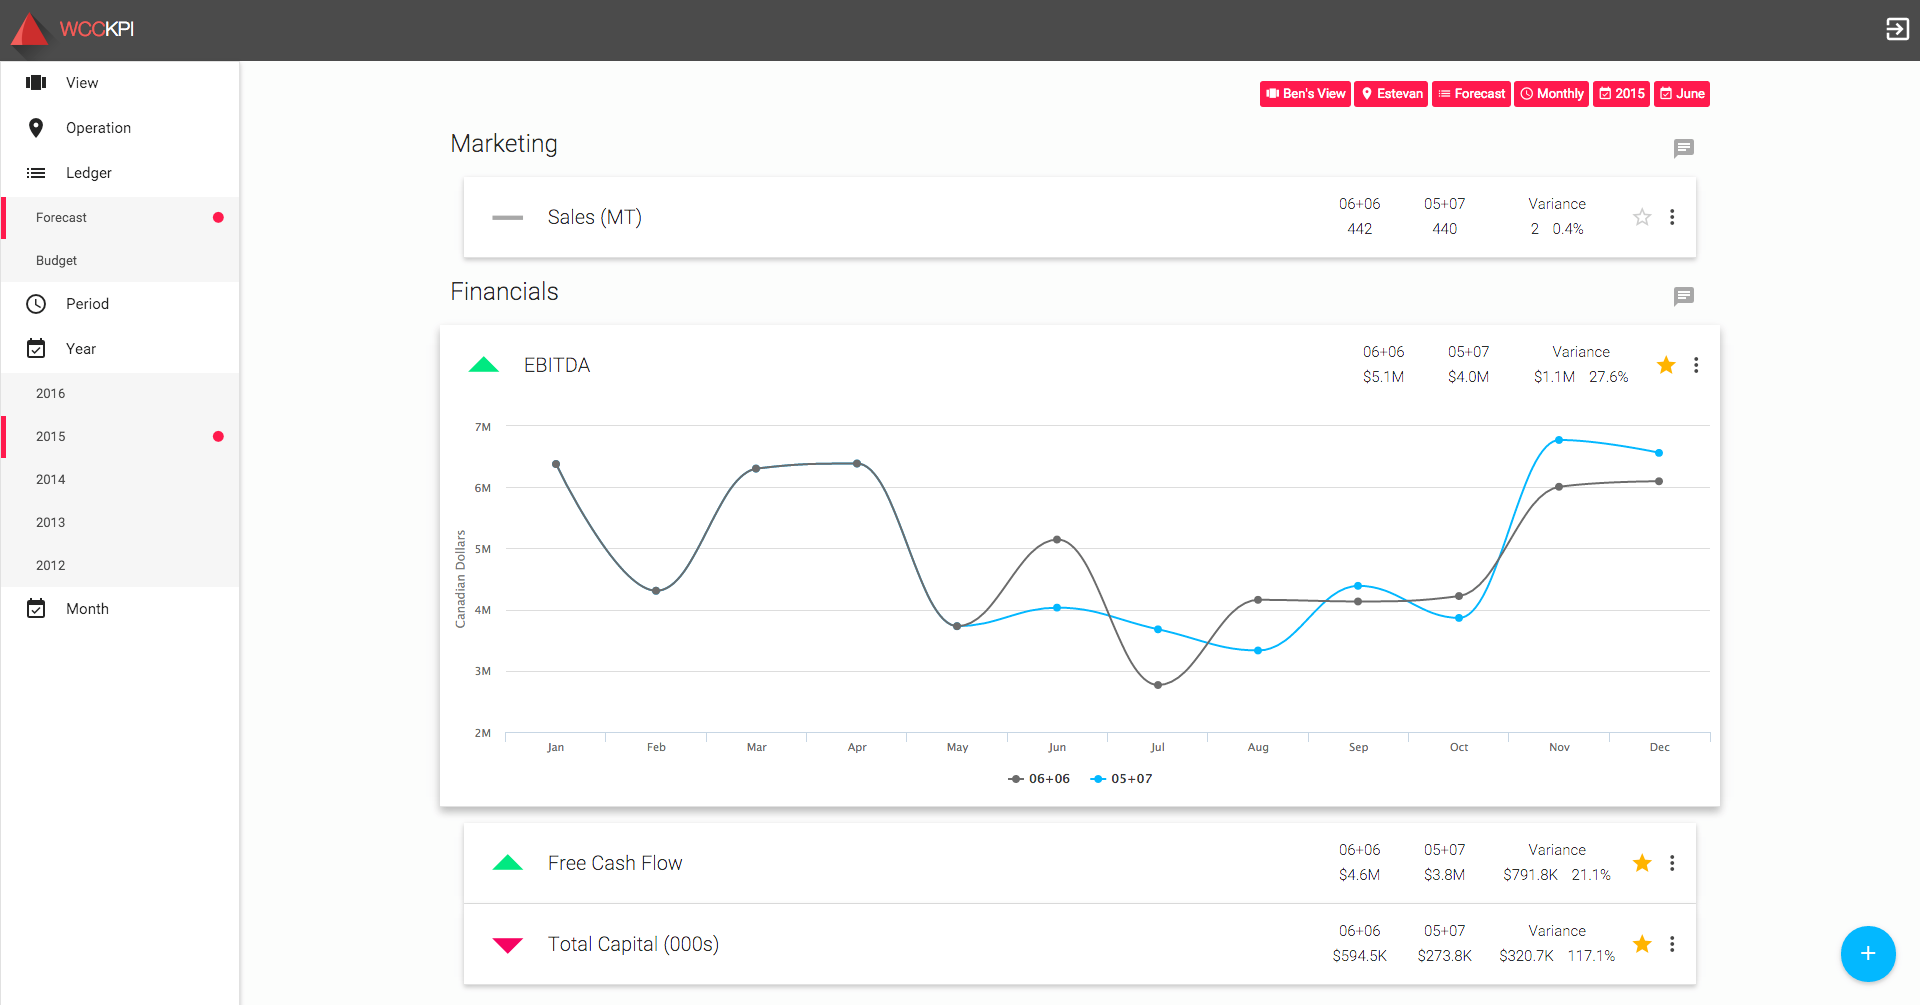 WCCKPI
View
Operation
Ledger
Forecast
Budget
Period
Year
2016
2015
2014
2013
2012
Month
Ben's View Estevan Forecast Monthly 2015 June
Marketing
Sales (MT)
06+06 05+07 Variance
442 440 2 0.4%
Financials
EBITDA
06+06 05+07 Variance
$5.1M $4.0M $1.1M 27.6%
Canadian Dollars
7M
6M
5M
4M
3M
2M
Jan Feb Mar Apr May Jun Jul Aug Sep Oct Nov Dec
06+06 05+07
Free Cash Flow
06+06 05+07 Variance
$4.6M $3.8M $791.8K 21.1%
Total Capital (000s)
06+06 05+07 Variance
$594.5K $273.8K $320.7K 117.1%